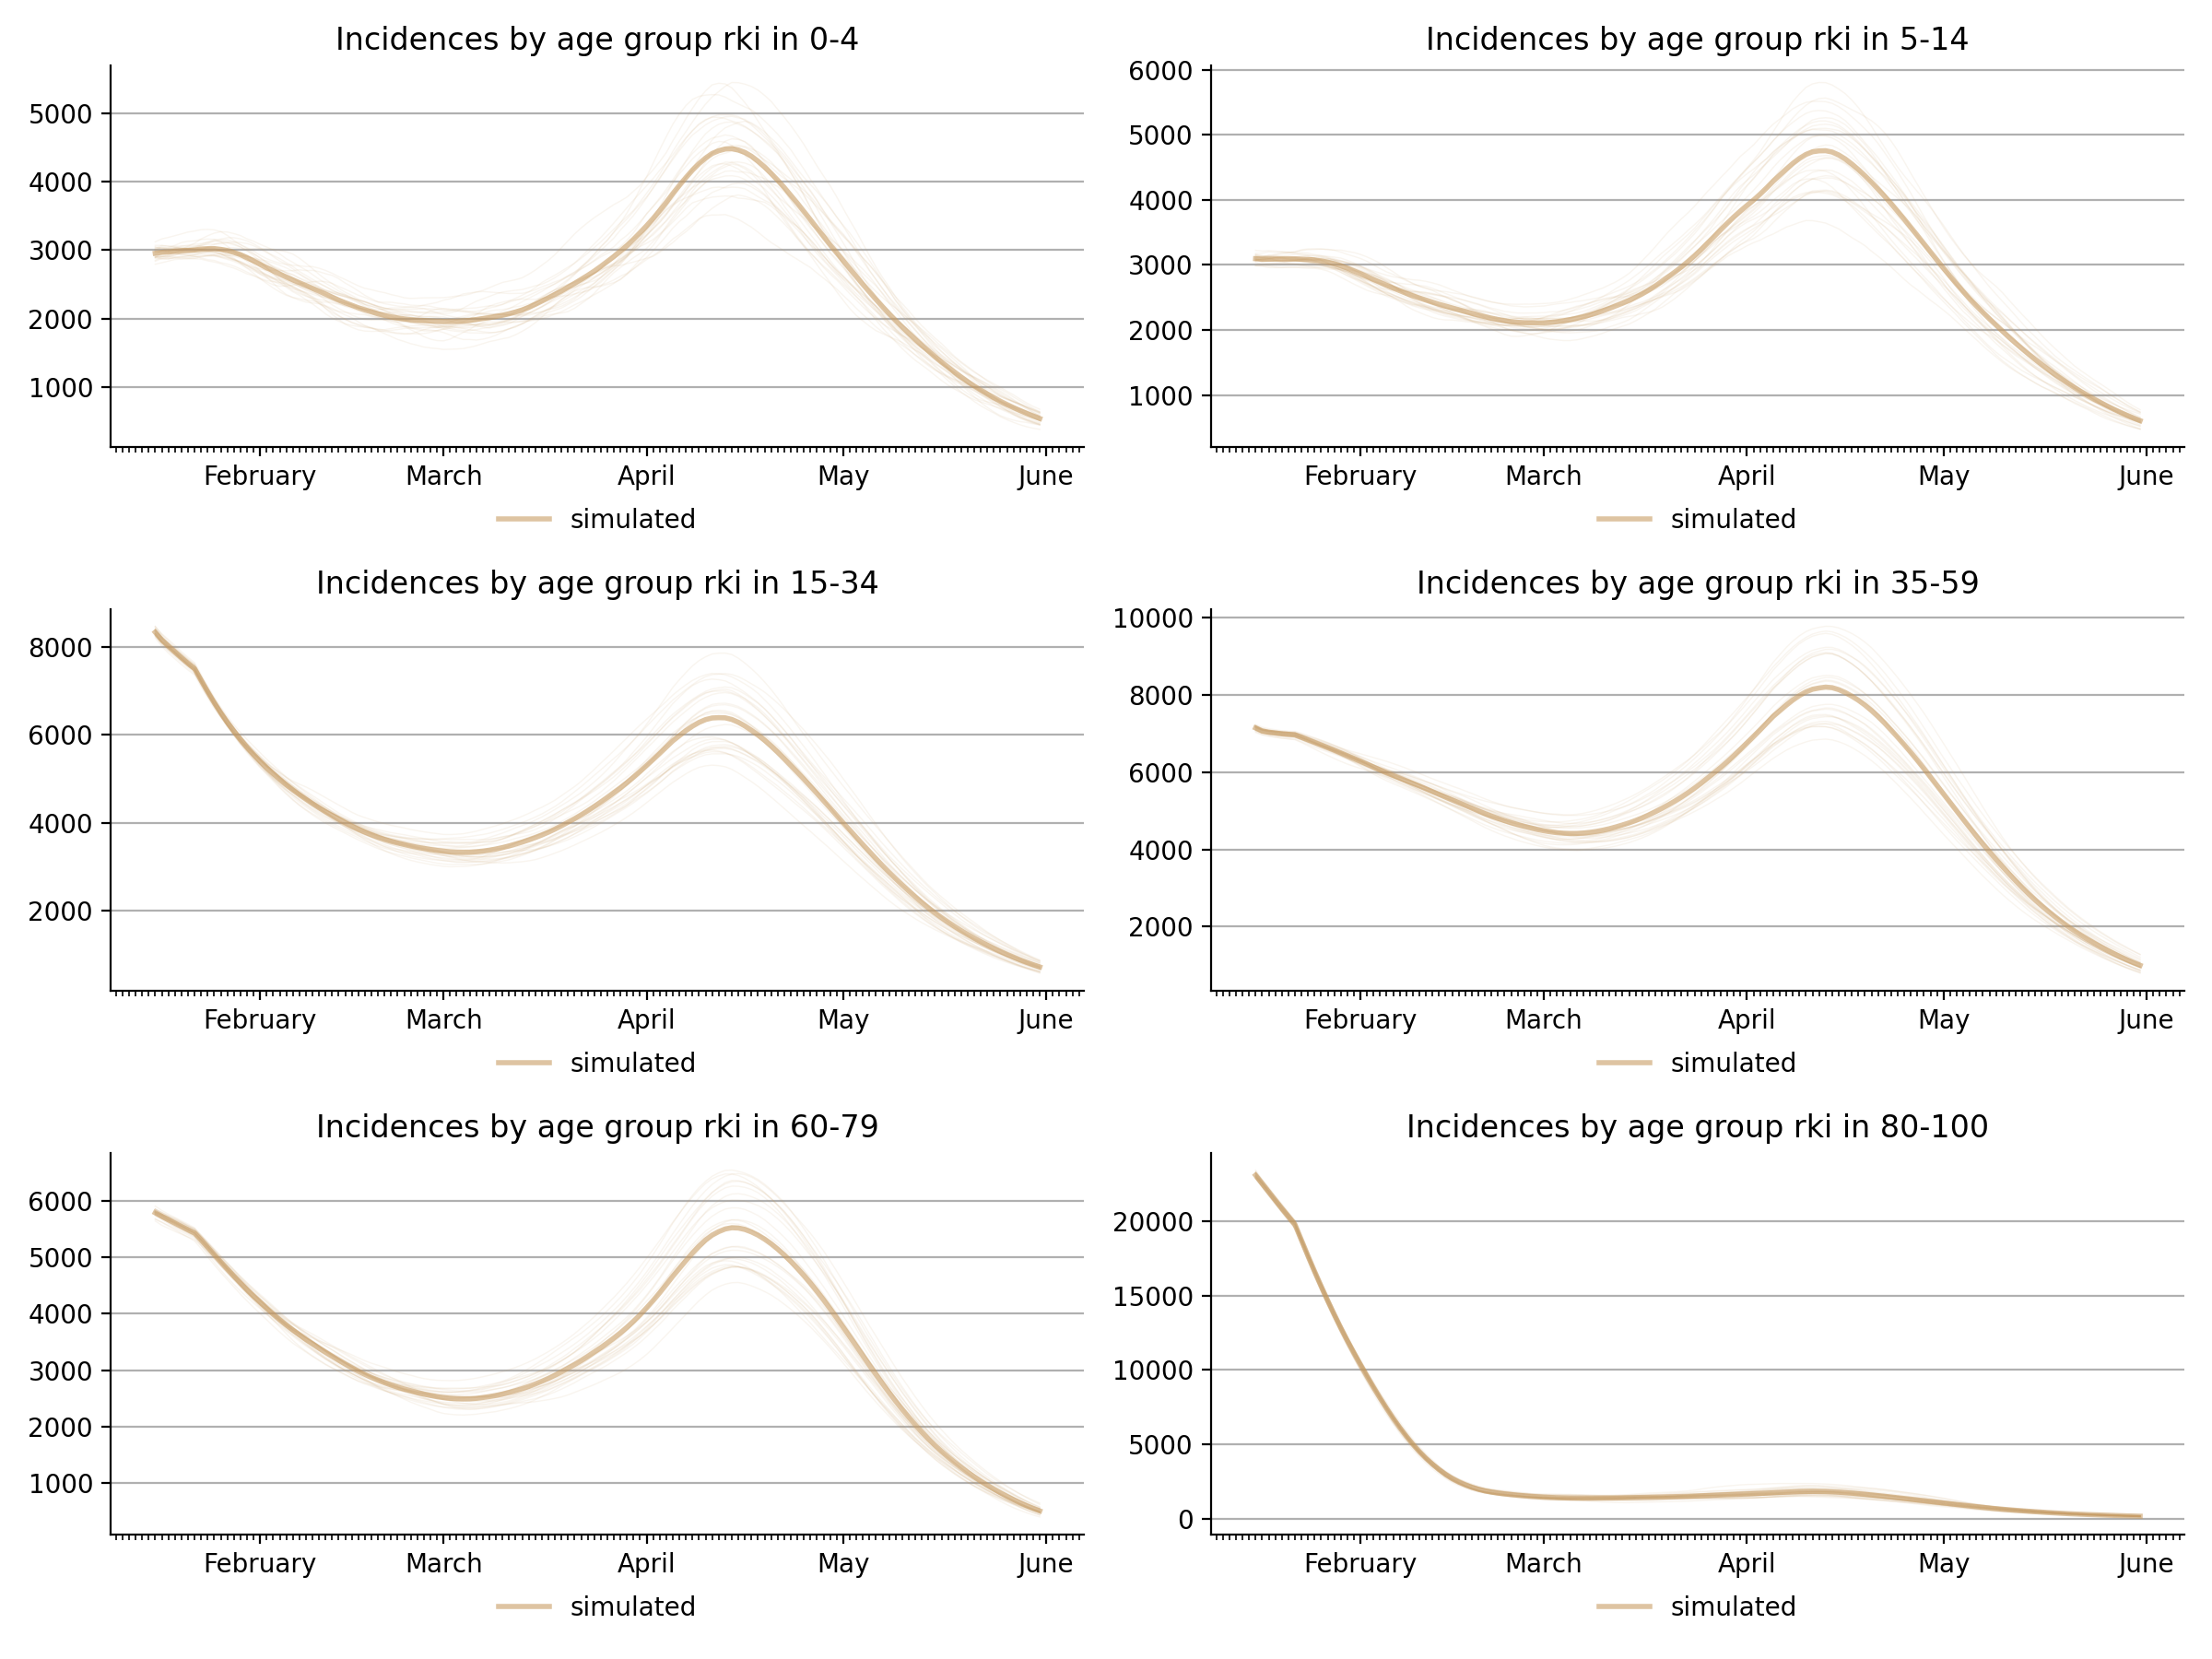 Incidences by age group rki in 0-4
5000
4000
3000
2000
1000
February March April May June
simulated
Incidences by age group rki in 5-14
6000
5000
4000
3000
2000
1000
February March April May June
simulated
Incidences by age group rki in 15-34
8000
6000
4000
2000
February March April May June
simulated
Incidences by age group rki in 35-59
10000
8000
6000
4000
2000
February March April May June
simulated
Incidences by age group rki in 60-79
6000
5000
4000
3000
2000
1000
February March April May June
simulated
Incidences by age group rki in 80-100
20000
15000
10000
5000
0
February March April May June
simulated